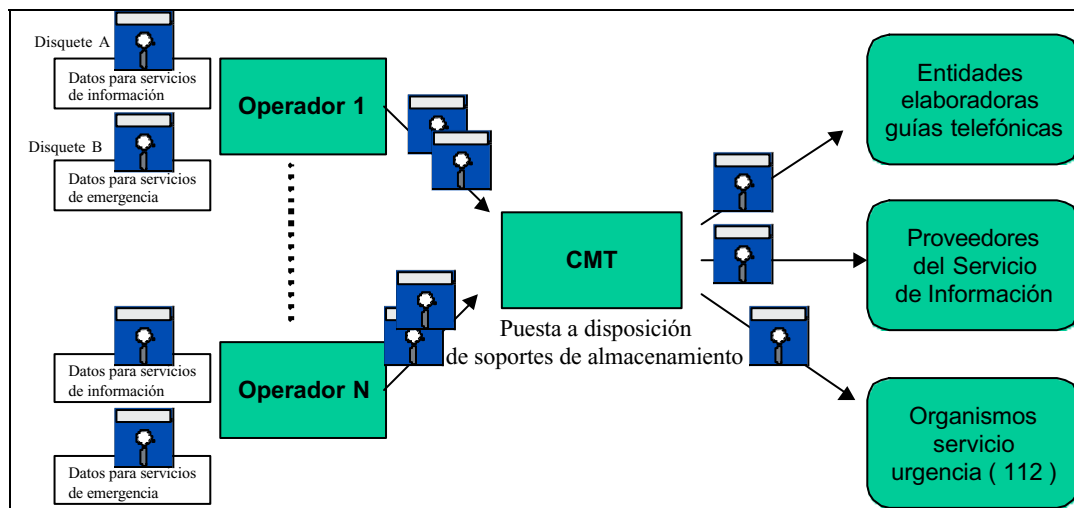 Disquete A
Datos para servicios
de información
Disquete B
Datos para servicios
de emergencia
Operador 1
Datos para servicios
de información
Datos para servicios
de emergencia
Operador N
CMT
Puesta a disposición
de soportes de almacenamiento
Entidades
elaboradoras
guías telefónicas
Proveedores
del Servicio
de Información
Organismos
servicio
urgencia ( 112 )